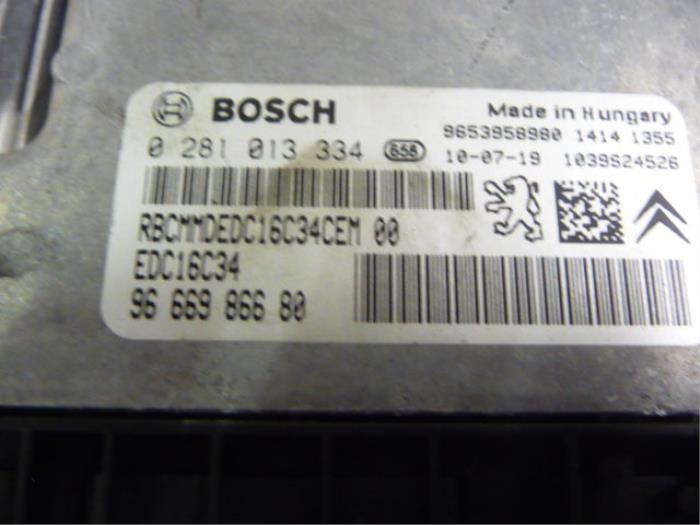 BOSCH
Made in Hungary
9653958980 1414 1355
0 281 013 334 656 10-07-19 1039S24526
RBCMMDEDC16C34CEM 00
EDC16C34
96 669 866 80